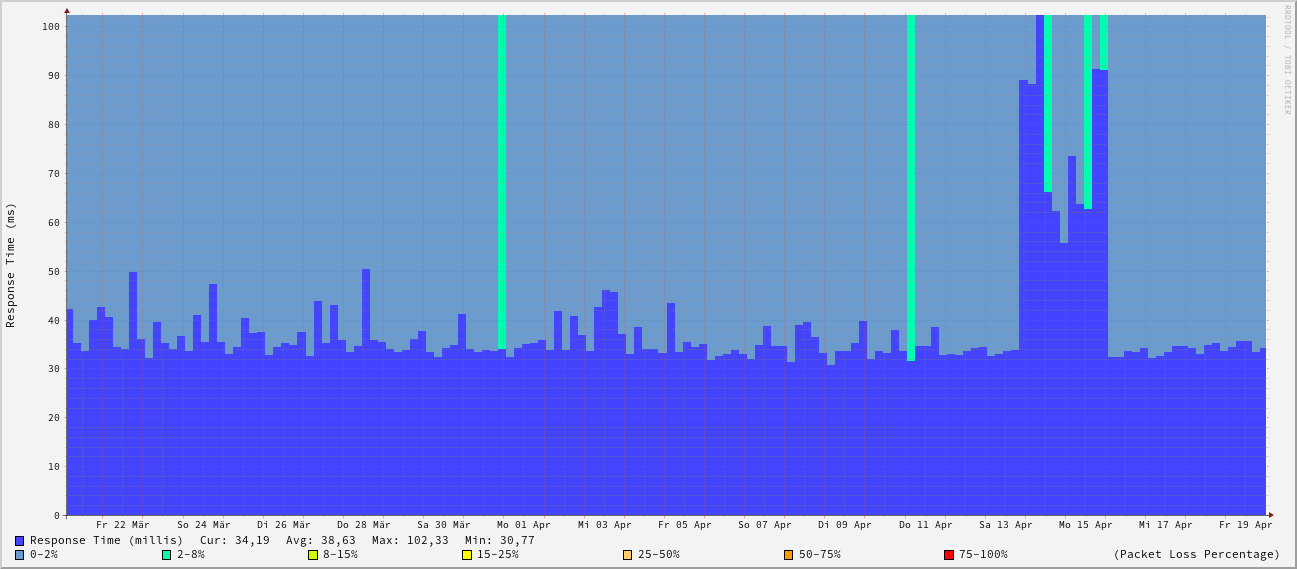 RRDTOOL / TOBI OETIKER
Response Time (ms)
100
90
80
70
60
50
40
30
20
10
0
Fr 22 Mär So 24 Mär Di 26 Mär Do 28 Mär Sa 30 Mär Mo 01 Apr Mi 03 Apr Fr 05 Apr So 07 Apr Di 09 Apr Do 11 Apr Sa 13 Apr Mo 15 Apr Mi 17 Apr Fr 19 Apr
Response Time (millis) Cur: 34,19 Avg: 38,63 Max: 102,33 Min: 30,77
0-2% 2-8% 8-15% 15-25% 25-50% 50-75% 75-100% (Packet Loss Percentage)